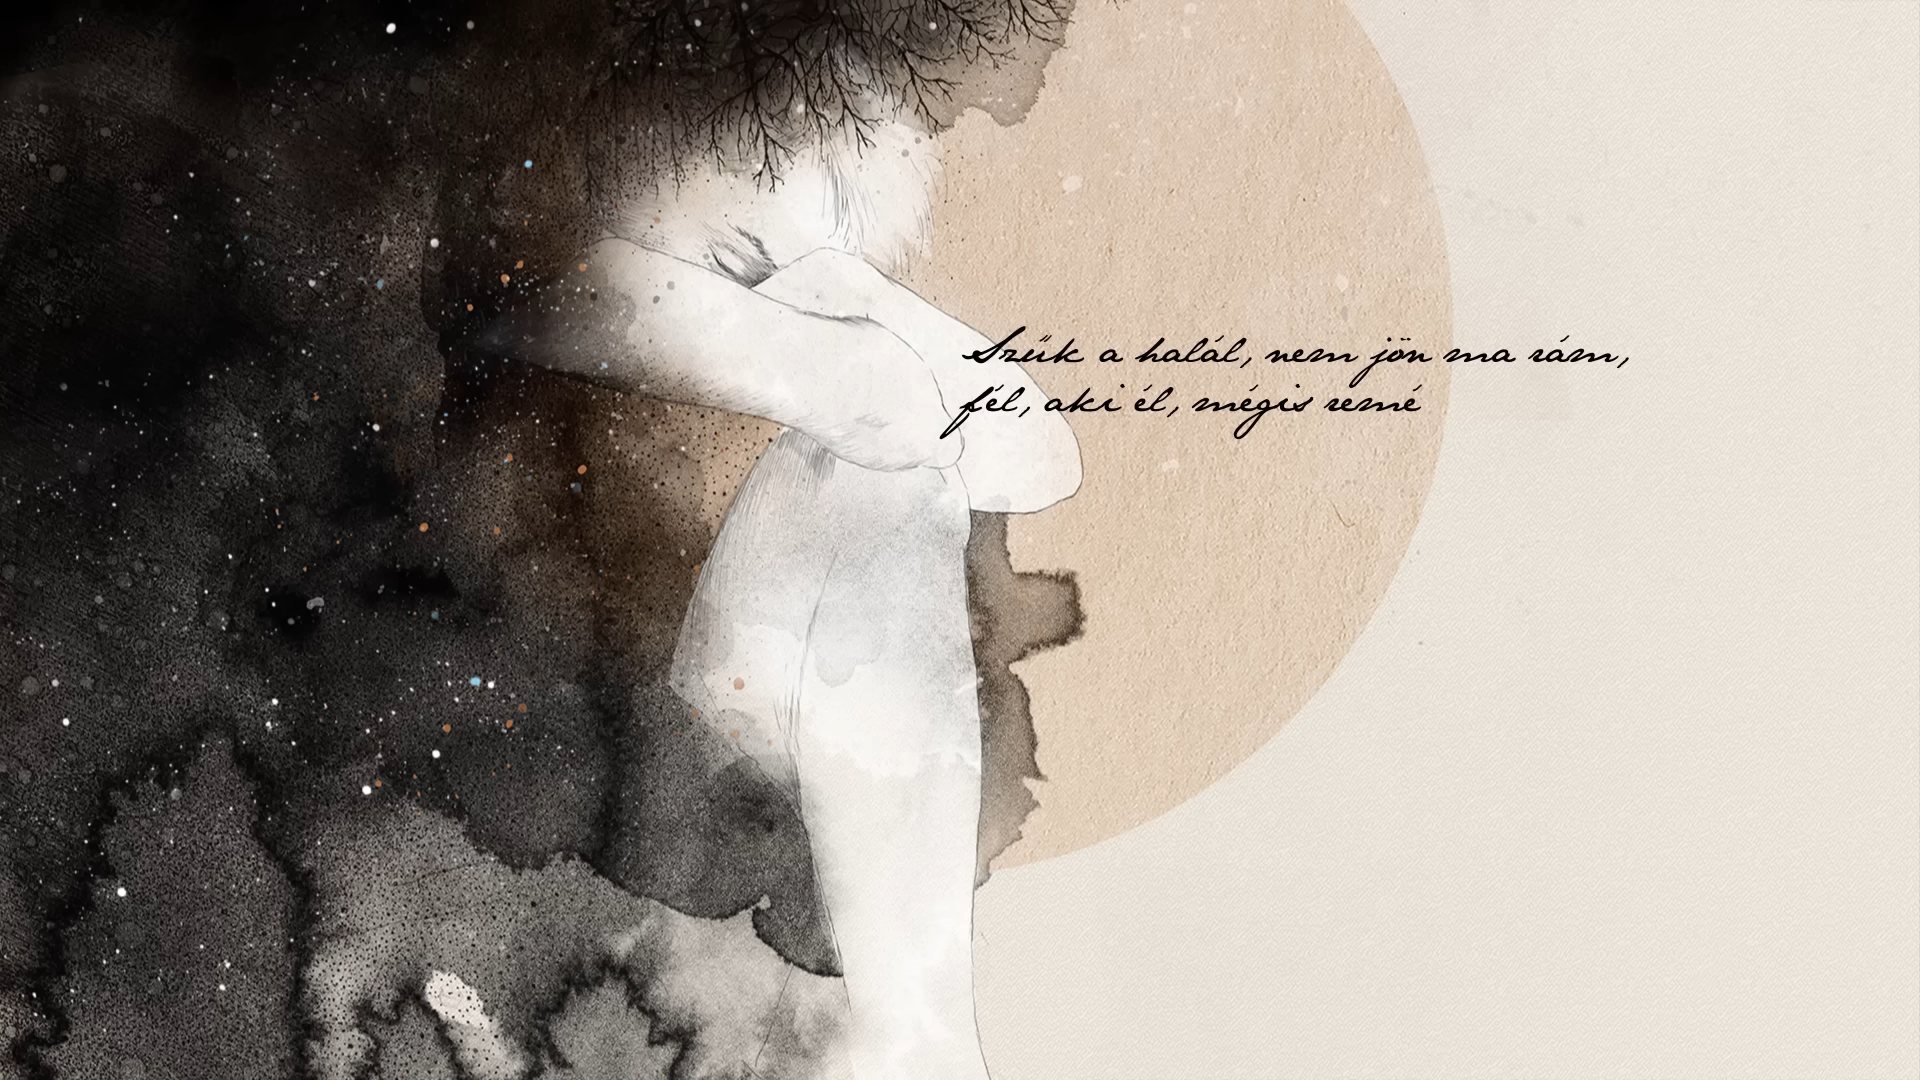 Szűk a halál, nem jön ma rám,
fél, aki él, mégis remé